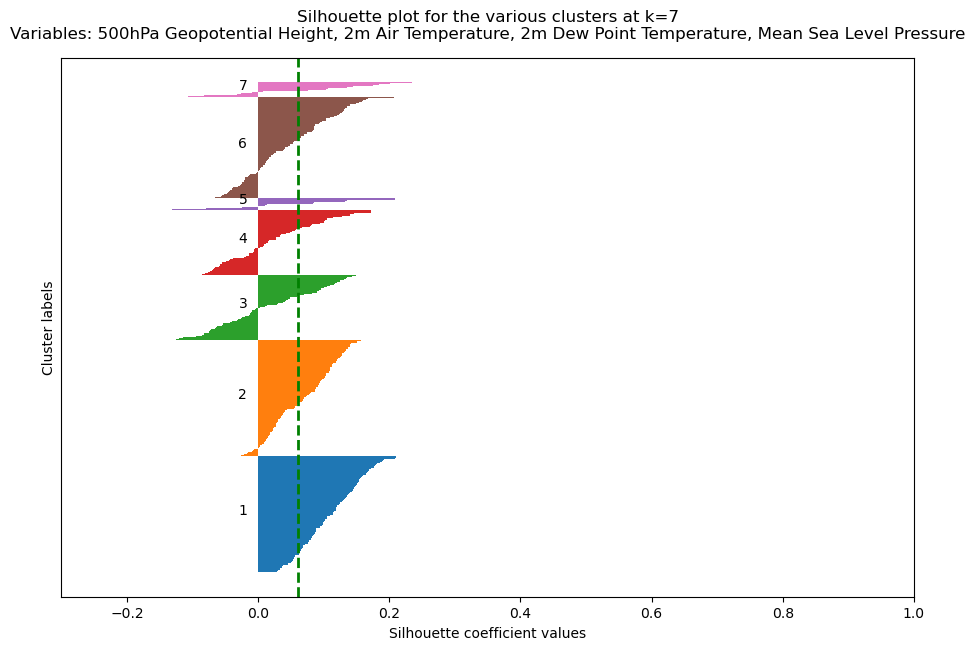 Silhouette plot for the various clusters at k=7
Variables: 500hPa Geopotential Height, 2m Air Temperature, 2m Dew Point Temperature, Mean Sea Level Pressure
7
6
5
4
3
2
1
Cluster labels
−0.2 0.0 0.2 0.4 0.6 0.8 1.0
Silhouette coefficient values